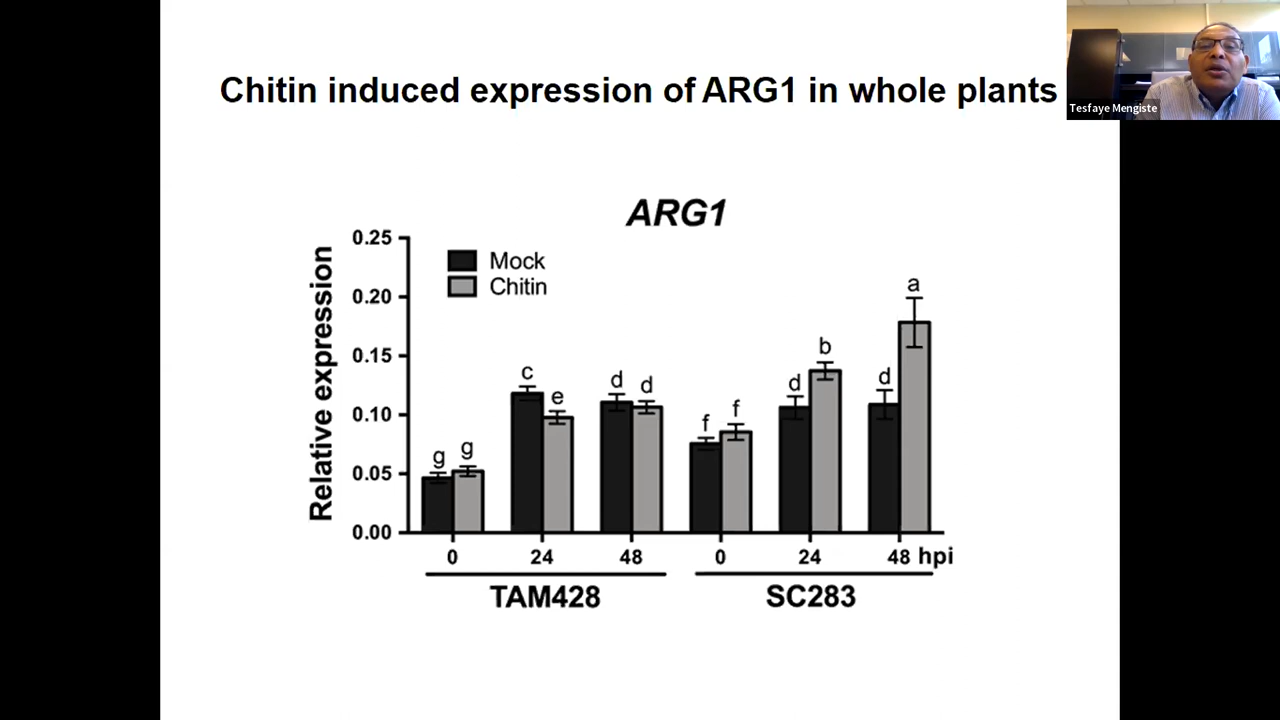 Chitin induced expression of ARG1 in whole plants
Tesfaye Mengiste
ARG1
Relative expression
0.25
0.20
0.15
0.10
0.05
0.00
Mock
Chitin
g g c e d d f f d b d a
0 24 48 0 24 48 hpi
TAM428 SC283